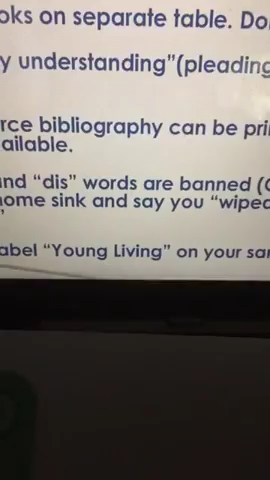 oks on separate table. Do
y understanding"(pleading
rce bibliography can be pri
ailable.
nd "dis" words are banned (
ome sink and say you "wiped
"
abel "Young Living" on your sa